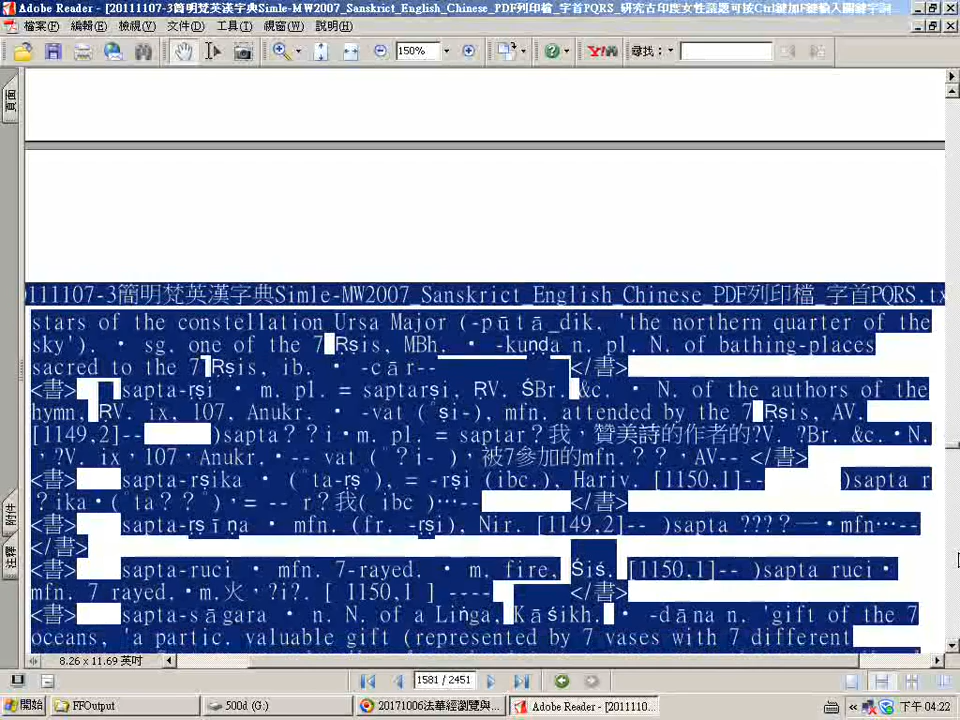 Adobe Reader - [20111107-3簡明梵英漢字典Simle-MW2007_Sanskrict_English_Chinese_PDF列印檔_字首PQRS_研究古印度女性議題可按Ctrl鍵加F鍵輸入關鍵字詞
檔案(F) 編輯(E) 檢視(V) 文件(D) 工具(T) 視窗(W) 說明(H)
150% 尋找:
頁面
附件
註釋
0111107-3簡明梵英漢字典Simle-MW2007_Sanskrict_English_Chinese_PDF列印檔_字首PQRS.tx
stars of the constellation Ursa Major (-pūtā_dik, 'the northern quarter of the
sky'). • sg. one of the 7 Ṛṣis, MBh. • -kuṇḍa n. pl. N. of bathing-places
sacred to the 7 Ṛṣis, ib. • -cār-- </書>
<書> sapta-ṛṣi • m. pl. = saptarṣi, ṚV. ŚBr. &c. • N. of the authors of the
hymn, ṚV. ix, 107, Anukr. • -vat (˚ṣi-), mfn. attended by the 7 Ṛṣis, AV.
[1149,2]-- )sapta??i•m. pl. = saptar?我,贊美詩的作者的?V. ?Br. &c.•N.
,?V. ix,107,Anukr.•-- vat (˚?i- ),被7參加的mfn.??,AV-- </書>
<書> sapta-ṛṣika • (˚ta-ṛṣ˚), = -rṣi (ibc.), Hariv. [1150,1]-- )sapta r
?ika•(˚ta??˚),= -- r?我( ibc )…-- </書>
<書> sapta-ṛṣīṇa • mfn. (fr. -ṛṣi), Nir. [1149,2]-- )sapta ????一•mfn…--
</書>
<書> sapta-ruci • mfn. 7-rayed. • m. fire, Śiś. [1150,1]-- )sapta ruci•
mfn. 7 rayed.•m.火,?i?. [ 1150,1 ] ---- </書>
<書> sapta-sāgara • n. N. of a Liṅga, Kāśīkh. • -dāna n. 'gift of the 7
oceans, 'a partic. valuable gift (represented by 7 vases with 7 different
8.26 x 11.69 英吋
1581 / 2451
開始 FFOutput 500d (G:) 20171006法華經瀏覽與... Adobe Reader - [2011110... 下午 04:22